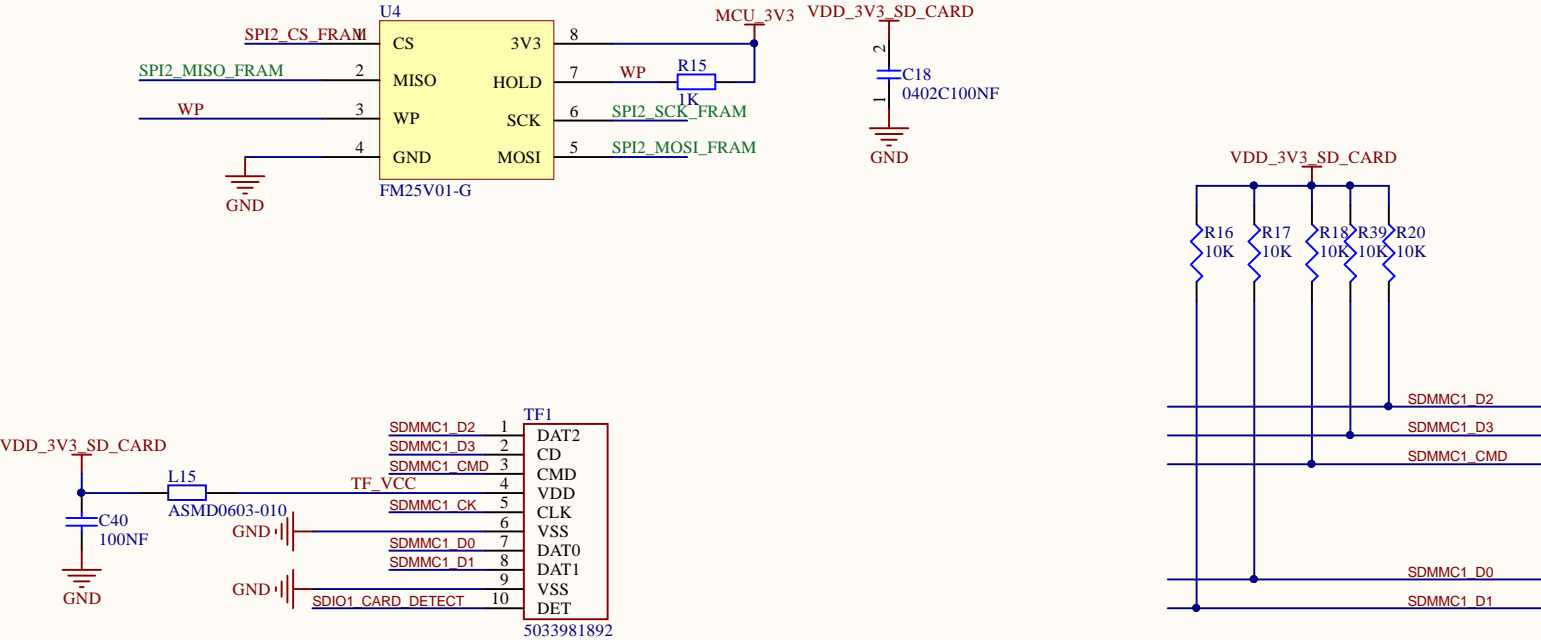 U4
SPI2_CS_FRAM
1
CS
3V3
8
MCU_3V3
SPI2_MISO_FRAM
2
MISO
HOLD
7
WP
R15
1K
WP
3
WP
SCK
6
SPI2_SCK_FRAM
4
GND
MOSI
5
SPI2_MOSI_FRAM
GND
FM25V01-G
VDD_3V3_SD_CARD
2
C18
0402C100NF
1
GND
VDD_3V3_SD_CARD
R16
10K
R17
10K
R18
10K
R39
10K
R20
10K
SDMMC1_D2
SDMMC1_D3
SDMMC1_CMD
SDMMC1_D0
SDMMC1_D1
VDD_3V3_SD_CARD
L15
ASMD0603-010
TF_VCC
C40
100NF
GND
TF1
SDMMC1_D2 1 DAT2
SDMMC1_D3 2 CD
SDMMC1_CMD 3 CMD
4 VDD
SDMMC1_CK 5 CLK
GND 6 VSS
SDMMC1_D0 7 DAT0
SDMMC1_D1 8 DAT1
GND 9 VSS
SDIO1_CARD_DETECT 10 DET
5033981892